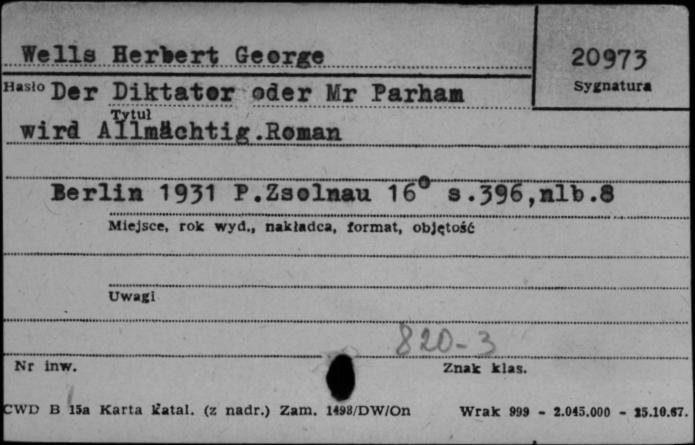 Wells Herbert George
20973
Sygnatura
Hasło Der Diktator oder Mr Parham
Tytuł
wird Allmächtig.Roman
Berlin 1931 P.Zsolnau 16° s.396,nlb.8
Miejsce, rok wyd., nakładca, format, objętość
Uwagi
820-3
Nr inw.
Znak klas.
CWD B 15a Karta katal. (z nadr.) Zam. 1498/DW/On Wrak 999 - 2.045.000 - 25.10.67.